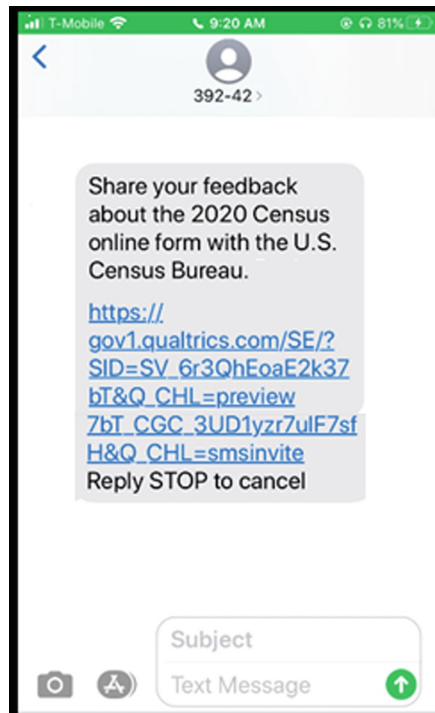 T-Mobile 9:20 AM 81%
392-42 >
Share your feedback
about the 2020 Census
online form with the U.S.
Census Bureau.
https://
gov1.qualtrics.com/SE/?
SID=SV_6r3QhEoaE2k37
bT&Q_CHL=preview
7bT_CGC_3UD1yzr7ulF7sf
H&Q_CHL=smsinvite
Reply STOP to cancel
Subject
Text Message